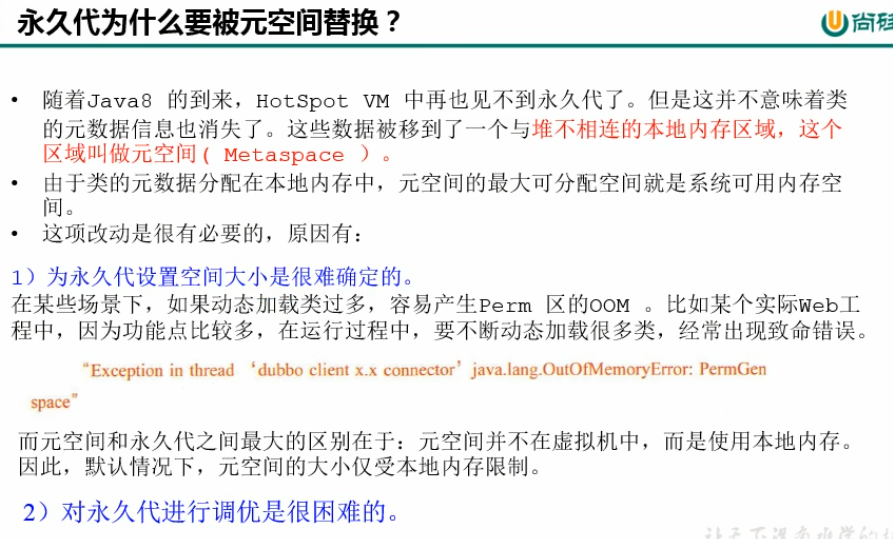 永久代为什么要被元空间替换？
尚硅
• 随着Java8 的到来，HotSpot VM 中再也见不到永久代了。但是这并不意味着类
的元数据信息也消失了。这些数据被移到了一个与堆不相连的本地内存区域，这个
区域叫做元空间( Metaspace ）。
• 由于类的元数据分配在本地内存中，元空间的最大可分配空间就是系统可用内存空
间。
• 这项改动是很有必要的，原因有：
1）为永久代设置空间大小是很难确定的。
在某些场景下，如果动态加载类过多，容易产生Perm 区的OOM 。比如某个实际Web工
程中，因为功能点比较多，在运行过程中，要不断动态加载很多类，经常出现致命错误。
“Exception in thread ‘dubbo client x.x connector’ java.lang.OutOfMemoryError: PermGen
space”
而元空间和永久代之间最大的区别在于：元空间并不在虚拟机中，而是使用本地内存。
因此，默认情况下，元空间的大小仅受本地内存限制。
2）对永久代进行调优是很困难的。
让天下没有难学的